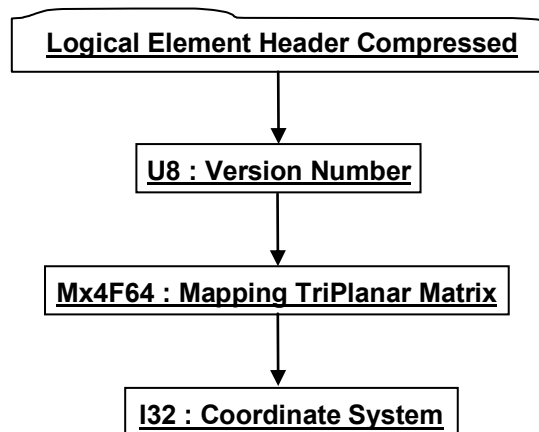 Logical Element Header Compressed
U8 : Version Number
Mx4F64 : Mapping TriPlanar Matrix
I32 : Coordinate System